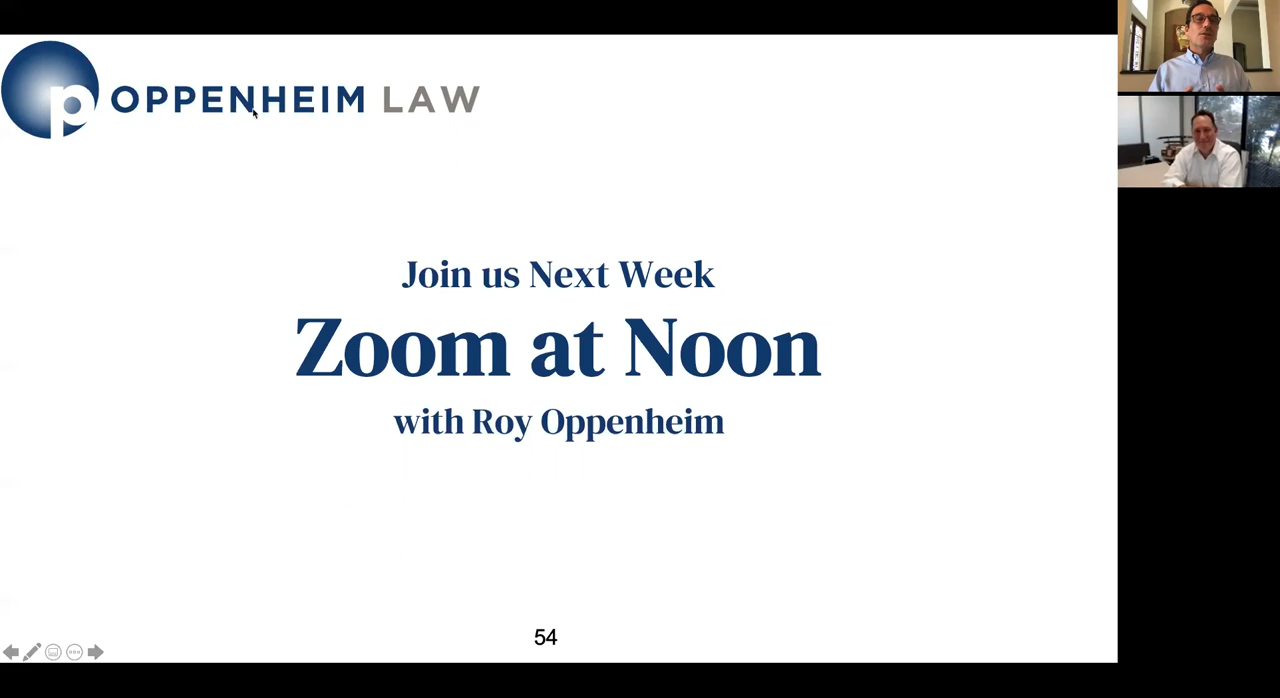 p OPPENHEIM LAW
Join us Next Week
Zoom at Noon
with Roy Oppenheim
54